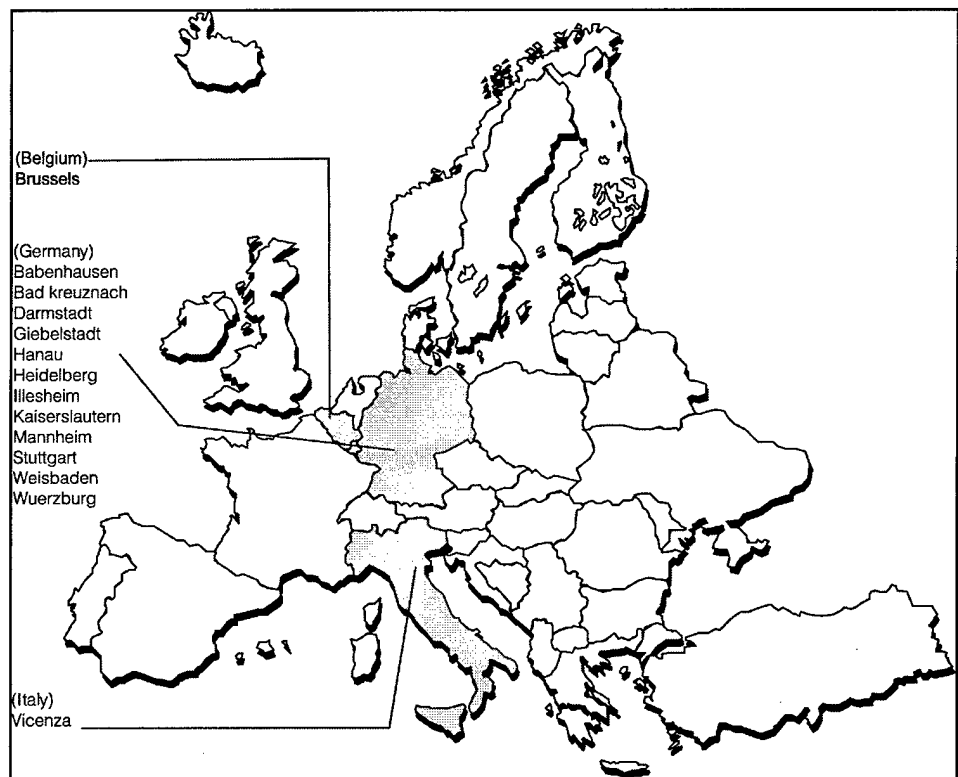 (Belgium)
Brussels
(Germany)
Babenhausen
Bad kreuznach
Darmstadt
Giebelstadt
Hanau
Heidelberg
Illesheim
Kaiserslautern
Mannheim
Stuttgart
Weisbaden
Wuerzburg
(Italy)
Vicenza